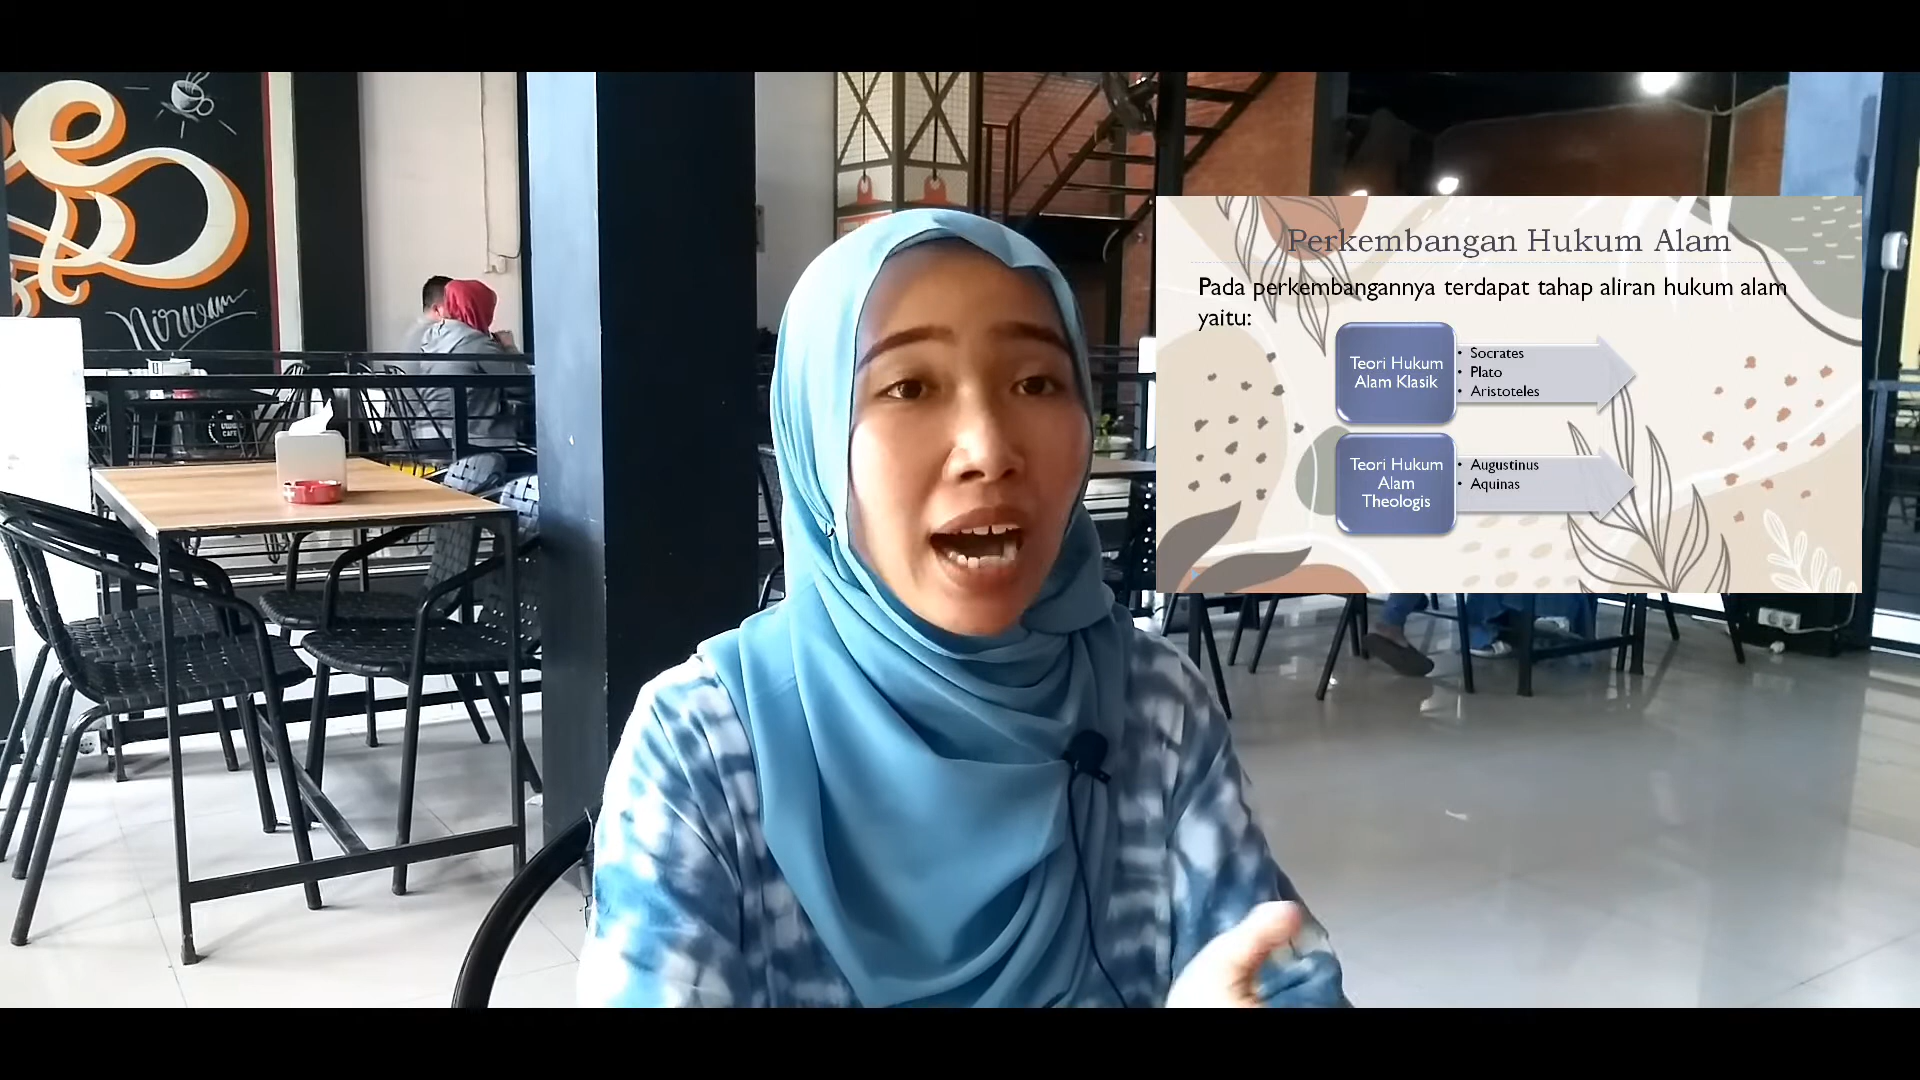 Nirwam
Perkembangan Hukum Alam
Pada perkembangannya terdapat tahap aliran hukum alam
yaitu:
Teori Hukum
Alam Klasik
• Socrates
• Plato
• Aristoteles
Teori Hukum
Alam
Theologis
• Augustinus
• Aquinas